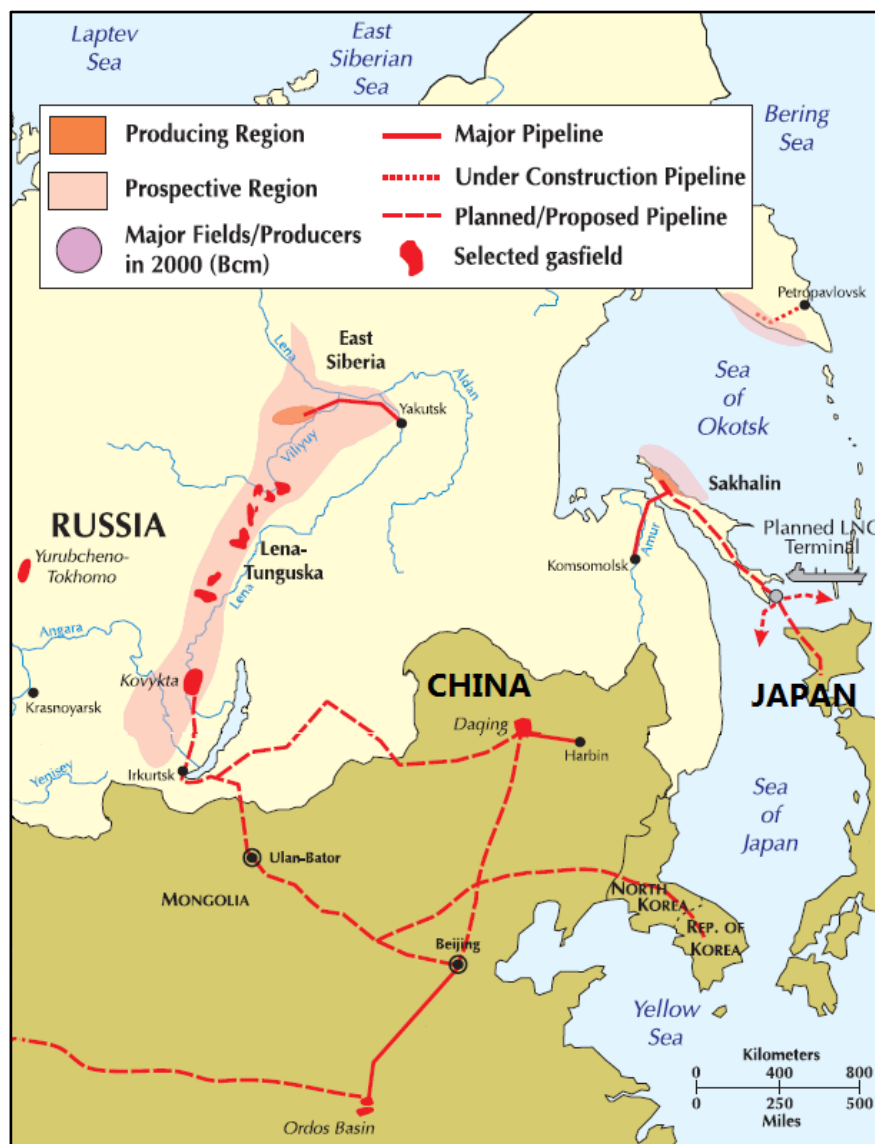 Laptev
Sea
East
Siberian
Sea
Bering
Sea
Producing Region
Prospective Region
Major Fields/Producers
in 2000 (Bcm)
Major Pipeline
Under Construction Pipeline
Planned/Proposed Pipeline
Selected gasfield
Petropavlovsk
Lena
East
Siberia
Aldan
Yakutsk
Viliyuy
Sea
of
Okotsk
Sakhalin
RUSSIA
Yurubcheno-
Tokhomo
Lena-
Tunguska
Lena
Planned LNG
Terminal
Amur
Komsomolsk
Angara
Kovykta
Krasnoyarsk
CHINA
JAPAN
Daqing
Harbin
Irkurtsk
Yenisey
Sea
of
Japan
Ulan-Bator
MONGOLIA
NORTH
KOREA
REP. OF
KOREA
Beijing
Yellow
Sea
Kilometers
0 400 800
0 250 500
Miles
Ordos Basin